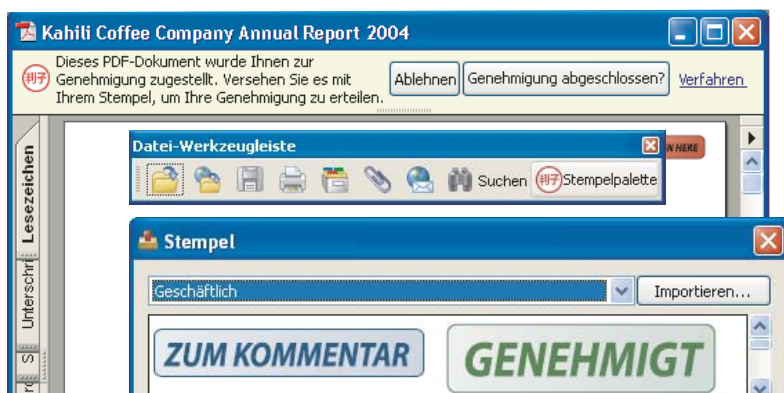 Kahili Coffee Company Annual Report 2004
Dieses PDF-Dokument wurde Ihnen zur
Genehmigung zugestellt. Versehen Sie es mit
Ihrem Stempel, um Ihre Genehmigung zu erteilen.
Ablehnen
Genehmigung abgeschlossen?
Verfahren
Lesezeichen
Datei-Werkzeugleiste
N HERE
Suchen
Stempelpalette
Unterschri
S
Stempel
Geschäftlich
Importieren...
ZUM KOMMENTAR
GENEHMIGT